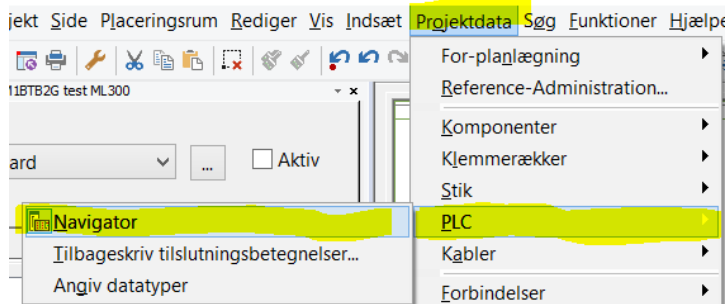 jekt Side Placeringsrum Rediger Vis Indsæt Projektdata Søg Funktioner Hjælpe
M1BTB2G test ML300
ard ... Aktiv
For-planlægning
Reference-Administration...
Komponenter
Klemmerækker
Stik
PLC
Kabler
Forbindelser
Navigator
Tilbageskriv tilslutningsbetegnelser...
Angiv datatyper